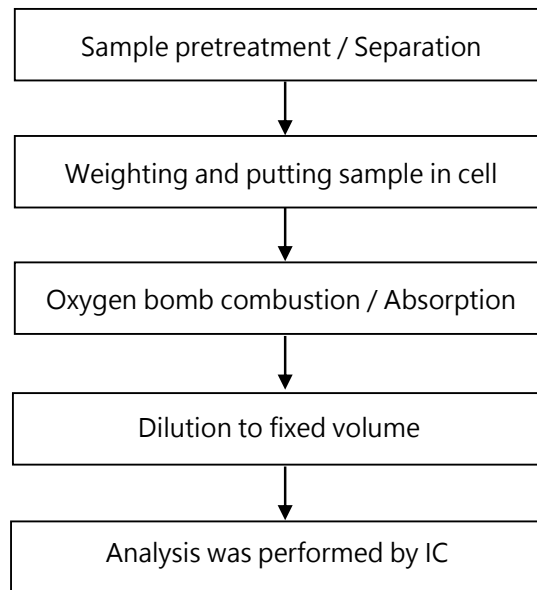 Sample pretreatment / Separation
Weighting and putting sample in cell
Oxygen bomb combustion / Absorption
Dilution to fixed volume
Analysis was performed by IC